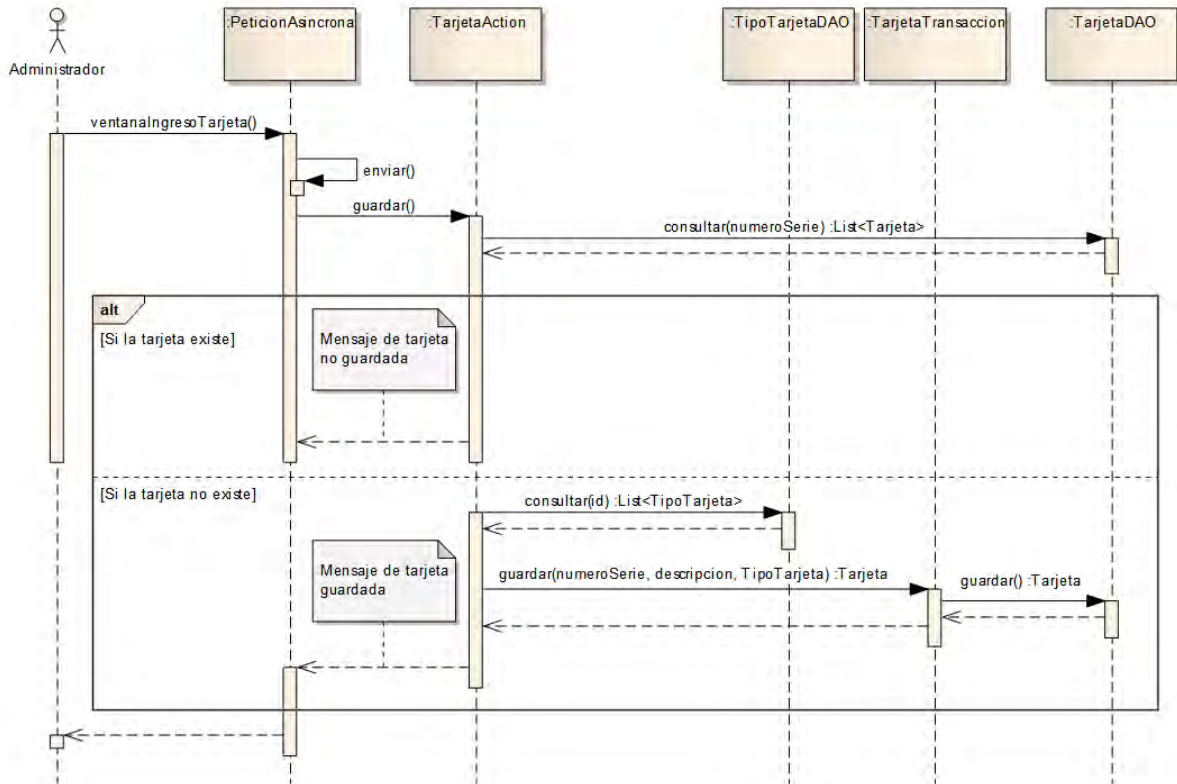 :PeticionAsincrona
:TarjetaAction
:TipoTarjetaDAO
:TarjetaTransaccion
:TarjetaDAO
Administrador
ventanaIngresoTarjeta()
enviar()
guardar()
consultar(numeroSerie) :List<Tarjeta>
alt
[Si la tarjeta existe]
Mensaje de tarjeta
no guardada
[Si la tarjeta no existe]
consultar(id) :List<TipoTarjeta>
Mensaje de tarjeta
guardada
guardar(numeroSerie, descripcion, TipoTarjeta) :Tarjeta
guardar() :Tarjeta